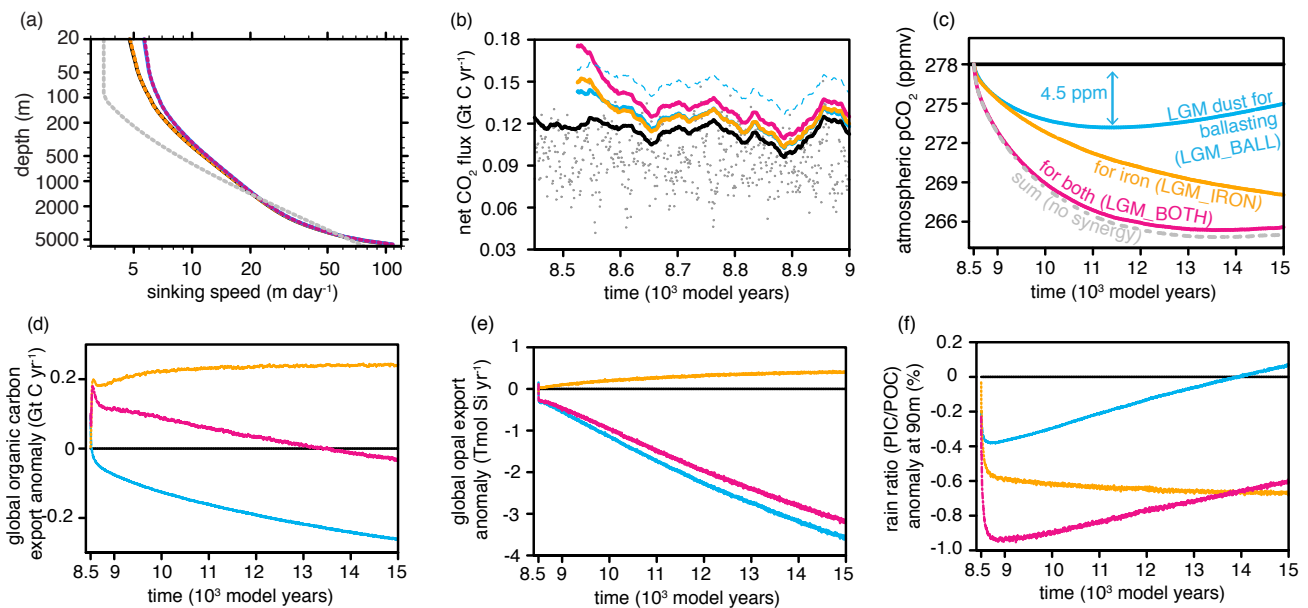 (a)
20
50
100
200
500
1000
2000
5000
depth (m)
5
10
20
50
100
sinking speed (m day⁻¹)
(b)
0.18
0.15
0.12
0.09
0.06
0.03
net CO₂ flux (Gt C yr⁻¹)
8.5
8.6
8.7
8.8
8.9
9
time (10³ model years)
(c)
278
275
272
269
266
atmospheric pCO₂ (ppmv)
4.5 ppm
LGM dust for
ballasting
(LGM_BALL)
for iron (LGM_IRON)
for both (LGM_BOTH)
sum (no synergy)
8.5
9
10
11
12
13
14
15
time (10³ model years)
(d)
0.2
0
-0.2
global organic carbon
export anomaly (Gt C yr⁻¹)
8.5
9
10
11
12
13
14
15
time (10³ model years)
(e)
1
0
-1
-2
-3
-4
global opal export
anomaly (Tmol Si yr⁻¹)
8.5
9
10
11
12
13
14
15
time (10³ model years)
(f)
0.2
0
-0.2
-0.4
-0.6
-0.8
-1.0
rain ratio (PIC/POC)
anomaly at 90m (%)
8.5
9
10
11
12
13
14
15
time (10³ model years)